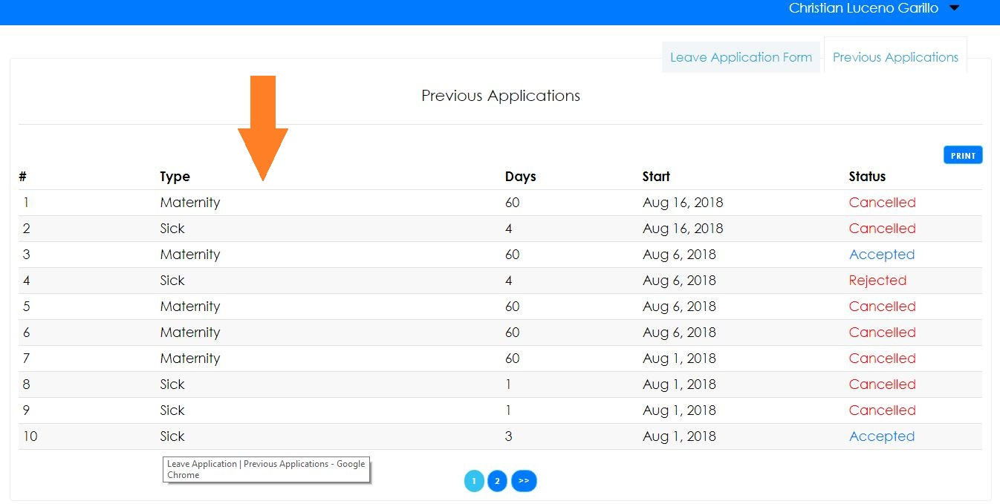 Christian Luceno Garillo
Leave Application Form Previous Applications
Previous Applications
PRINT
# Type Days Start Status
1 Maternity 60 Aug 16, 2018 Cancelled
2 Sick 4 Aug 16, 2018 Cancelled
3 Maternity 60 Aug 6, 2018 Accepted
4 Sick 4 Aug 6, 2018 Rejected
5 Maternity 60 Aug 6, 2018 Cancelled
6 Maternity 60 Aug 6, 2018 Cancelled
7 Maternity 60 Aug 1, 2018 Cancelled
8 Sick 1 Aug 1, 2018 Cancelled
9 Sick 1 Aug 1, 2018 Cancelled
10 Sick 3 Aug 1, 2018 Accepted
Leave Application | Previous Applications - Google
Chrome
1 2 >>